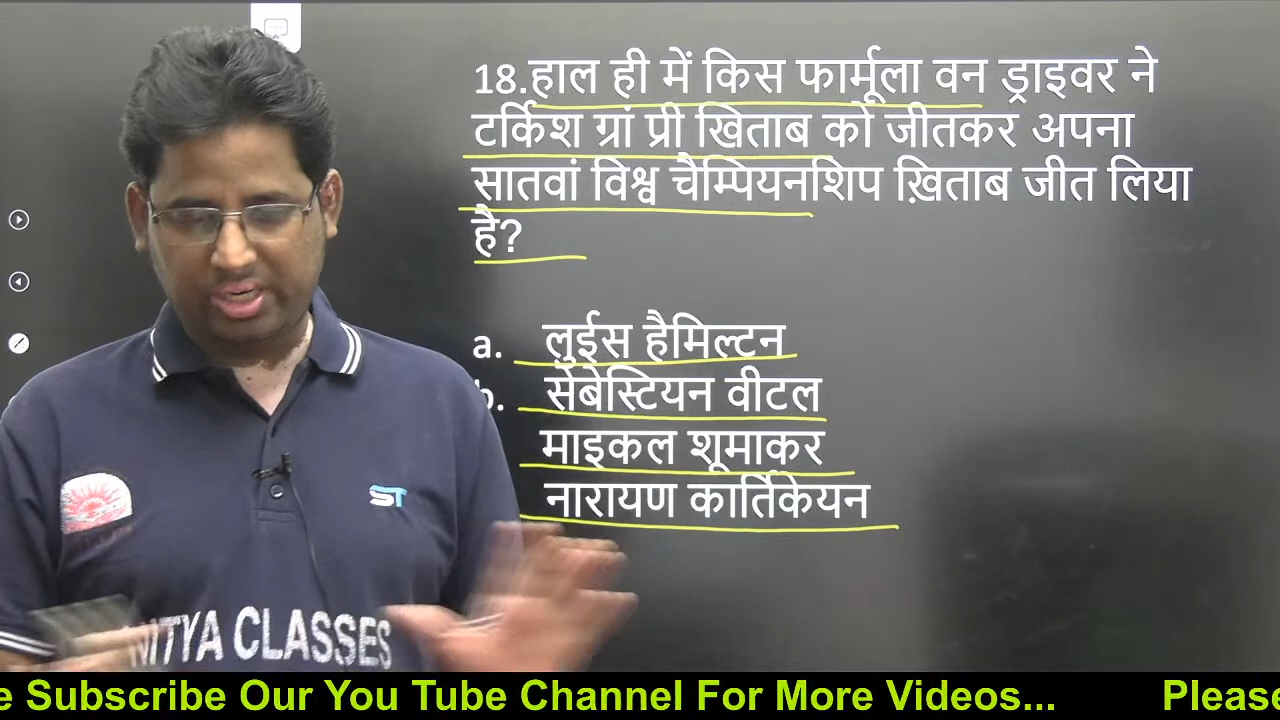 18.हाल ही में किस फार्मूला वन ड्राइवर ने
टर्किश ग्रां प्री खिताब को जीतकर अपना
सातवां विश्व चैम्पियनशिप ख़िताब जीत लिया
है?
a. लुईस हैमिल्टन
b. सेबेस्टियन वीटल
माइकल शूमाकर
नारायण कार्तिकेयन
ST
NITYA CLASSES
e Subscribe Our You Tube Channel For More Videos... Please